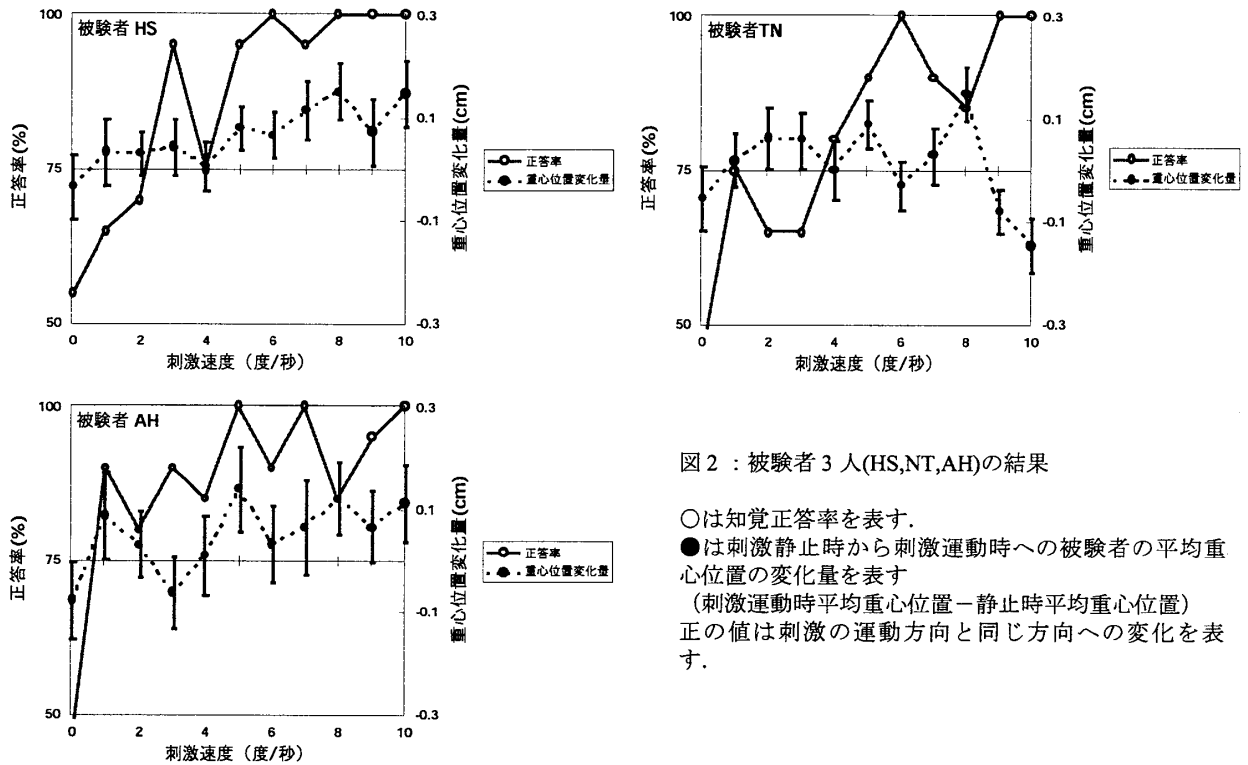 被験者 HS
100
75
50
正答率(%)
0.3
0.1
-0.1
-0.3
重心位置変化量(cm)
0 2 4 6 8 10
刺激速度（度/秒）
正答率
重心位置変化量
被験者TN
100
75
50
正答率(%)
0.3
0.1
-0.1
-0.3
重心位置変化量(cm)
0 2 4 6 8 10
刺激速度（度/秒）
正答率
重心位置変化量
被験者 AH
100
75
50
正答率(%)
0.3
0.1
-0.1
-0.3
重心位置変化量(cm)
0 2 4 6 8 10
刺激速度（度/秒）
正答率
重心位置変化量
図２：被験者３人(HS,NT,AH)の結果
○は知覚正答率を表す.
●は刺激静止時から刺激運動時への被験者の平均重
心位置の変化量を表す
（刺激運動時平均重心位置－静止時平均重心位置）
正の値は刺激の運動方向と同じ方向への変化を表
す.